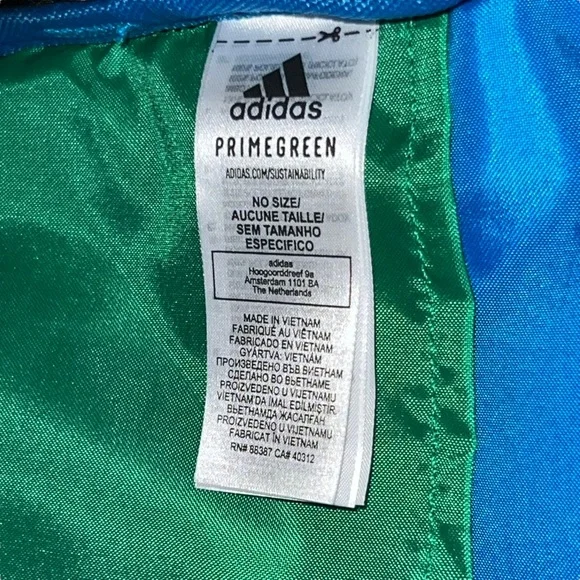 adidas
PRIMEGREEN
ADIDAS.COM/SUSTAINABILITY
NO SIZE/
AUCUNE TAILLE/
SEM TAMANHO
ESPECIFICO
adidas
Hoogoorddreef 9a
Amsterdam 1101 BA
The Netherlands
MADE IN VIETNAM
FABRIQUÉ AU VIÊTNAM
FABRICADO EN VIETNAM
GYÁRTVA: VIETNÁM
ПРОИЗВЕДЕНО ВЪВ ВИЕТНАМ
СДЕЛАНО ВО ВЬЕТНАМЕ
PROIZVEDENO U VIJETNAMU
VIETNAM'DA İMAL EDİLMİŞTİR
ВЬЕТНАМДА ЖАСАЛҒАН
PROIZVEDENO U VIJETNAMU
FABRICAT ÎN VIETNAM
RN# 88387 CA# 40312